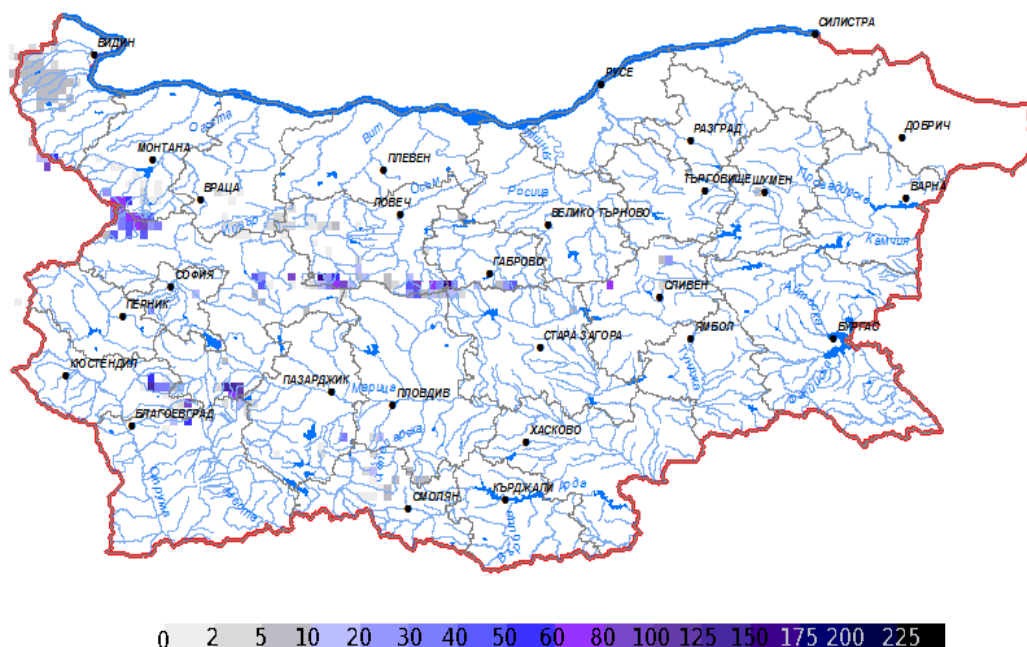 СИЛИСТРА
ВИДИН
РУСЕ
Огоста
Вит
РАЗГРАД
ДОБРИЧ
МОНТАНА
ПЛЕВЕН
ВРАЦА
Осъм
Росица
ТЪРГОВИЩЕ
ШУМЕН
ВАРНА
ЛОВЕЧ
ВЕЛИКО ТЪРНОВО
Камчия
СОФИЯ
ГАБРОВО
СЛИВЕН
ПЕРНИК
СТАРА ЗАГОРА
ЯМБОЛ
БУРГАС
КЮСТЕНДИЛ
ПАЗАРДЖИК
Марица
ПЛОВДИВ
Тунджа
БЛАГОЕВГРАД
ХАСКОВО
Струма
Места
КЪРДЖАЛИ
СМОЛЯН
0 2 5 10 20 30 40 50 60 80 100 125 150 175 200 225